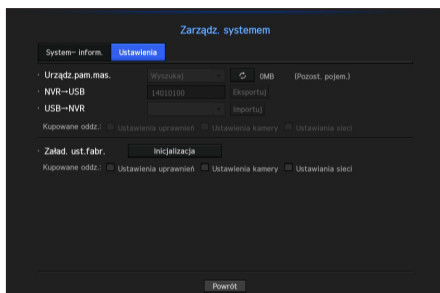 Zarządz. systemem
System- inform. Ustawienia
· Urządz.pam.mas. Wyszukaj 0MB (Pozost. pojem.)
· NVR→USB 14010100 Eksportuj
· USB→NVR Importuj
Kupowane oddz.: Ustawienia uprawnień Ustawienia kamery Ustawiania sieci
· Załad. ust.fabr. Inicjalizacja
Kupowane oddz.: Ustawienia uprawnień Ustawienia kamery Ustawiania sieci
Powrót